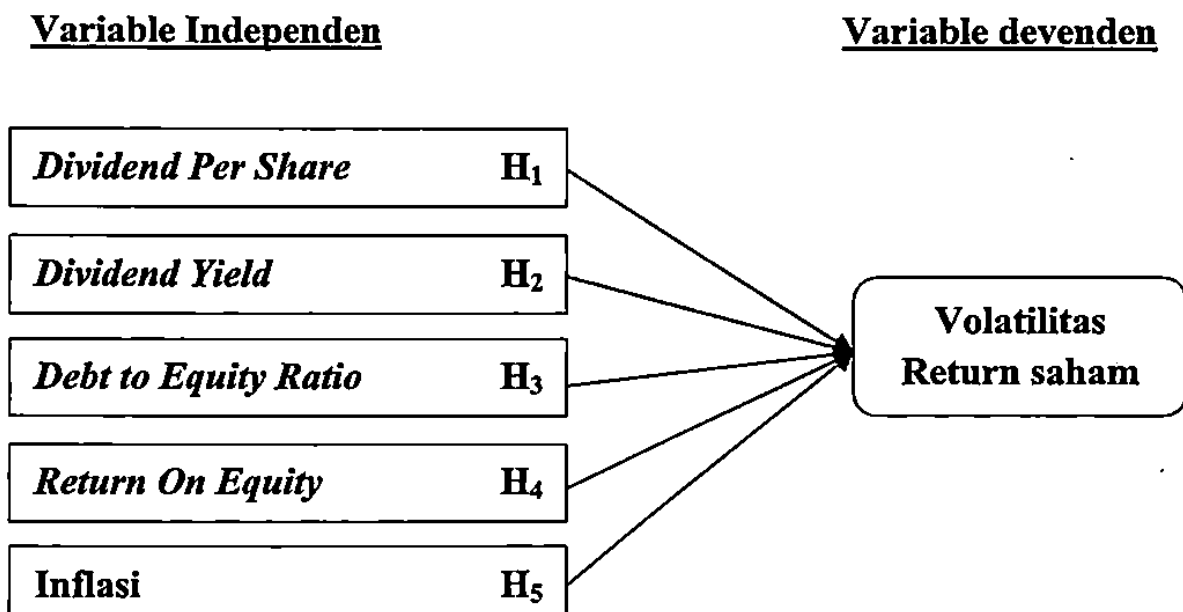 Variable Independen
Variable devenden
Dividend Per Share H₁
Dividend Yield H₂
Debt to Equity Ratio H₃
Return On Equity H₄
Inflasi H₅
Volatilitas
Return saham